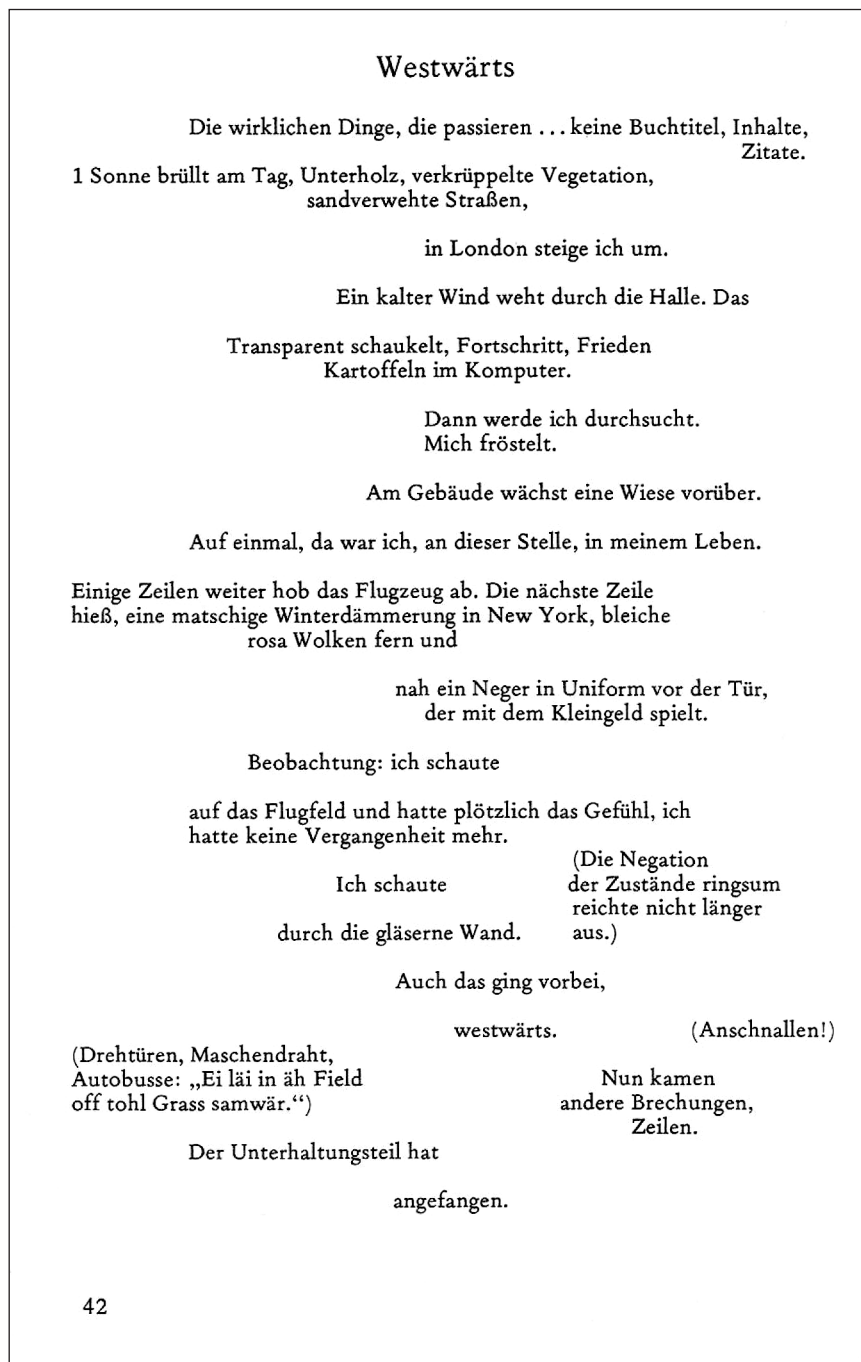 Westwärts
Die wirklichen Dinge, die passieren ... keine Buchtitel, Inhalte,
Zitate.
1 Sonne brüllt am Tag, Unterholz, verkrüppelte Vegetation,
sandverwehte Straßen,
in London steige ich um.
Ein kalter Wind weht durch die Halle. Das
Transparent schaukelt, Fortschritt, Frieden
Kartoffeln im Komputer.
Dann werde ich durchsucht.
Mich fröstelt.
Am Gebäude wächst eine Wiese vorüber.
Auf einmal, da war ich, an dieser Stelle, in meinem Leben.
Einige Zeilen weiter hob das Flugzeug ab. Die nächste Zeile
hieß, eine matschige Winterdämmerung in New York, bleiche
rosa Wolken fern und
nah ein Neger in Uniform vor der Tür,
der mit dem Kleingeld spielt.
Beobachtung: ich schaute
auf das Flugfeld und hatte plötzlich das Gefühl, ich
hatte keine Vergangenheit mehr.
(Die Negation
Ich schaute der Zustände ringsum
reichte nicht länger
durch die gläserne Wand. aus.)
Auch das ging vorbei,
westwärts. (Anschnallen!)
(Drehtüren, Maschendraht,
Autobusse: „Ei läi in äh Field Nun kamen
off tohl Grass samwär.“) andere Brechungen,
Zeilen.
Der Unterhaltungsteil hat
angefangen.
42